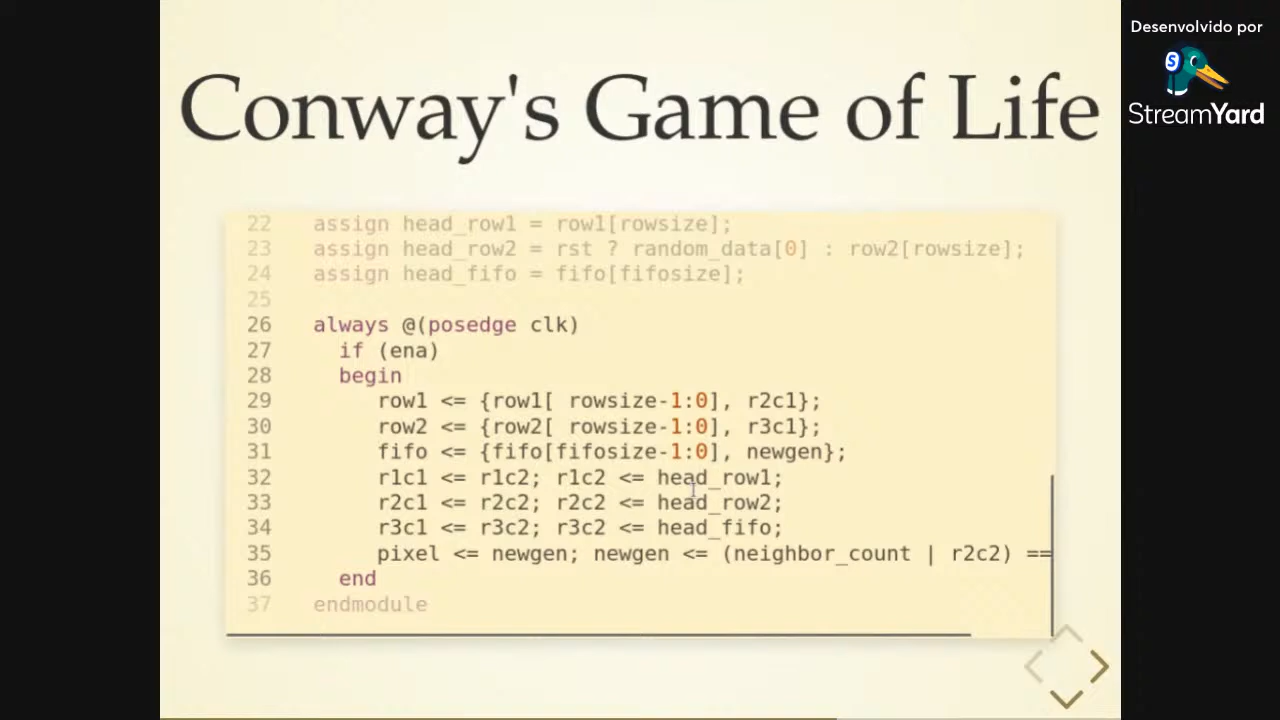 Desenvolvido por
StreamYard
Conway's Game of Life
22 assign head_row1 = row1[rowsize];
23 assign head_row2 = rst ? random_data[0] : row2[rowsize];
24 assign head_fifo = fifo[fifosize];
25
26 always @(posedge clk)
27 if (ena)
28 begin
29 row1 <= {row1[ rowsize-1:0], r2c1};
30 row2 <= {row2[ rowsize-1:0], r3c1};
31 fifo <= {fifo[fifosize-1:0], newgen};
32 r1c1 <= r1c2; r1c2 <= head_row1;
33 r2c1 <= r2c2; r2c2 <= head_row2;
34 r3c1 <= r3c2; r3c2 <= head_fifo;
35 pixel <= newgen; newgen <= (neighbor_count | r2c2) ==
36 end
37 endmodule